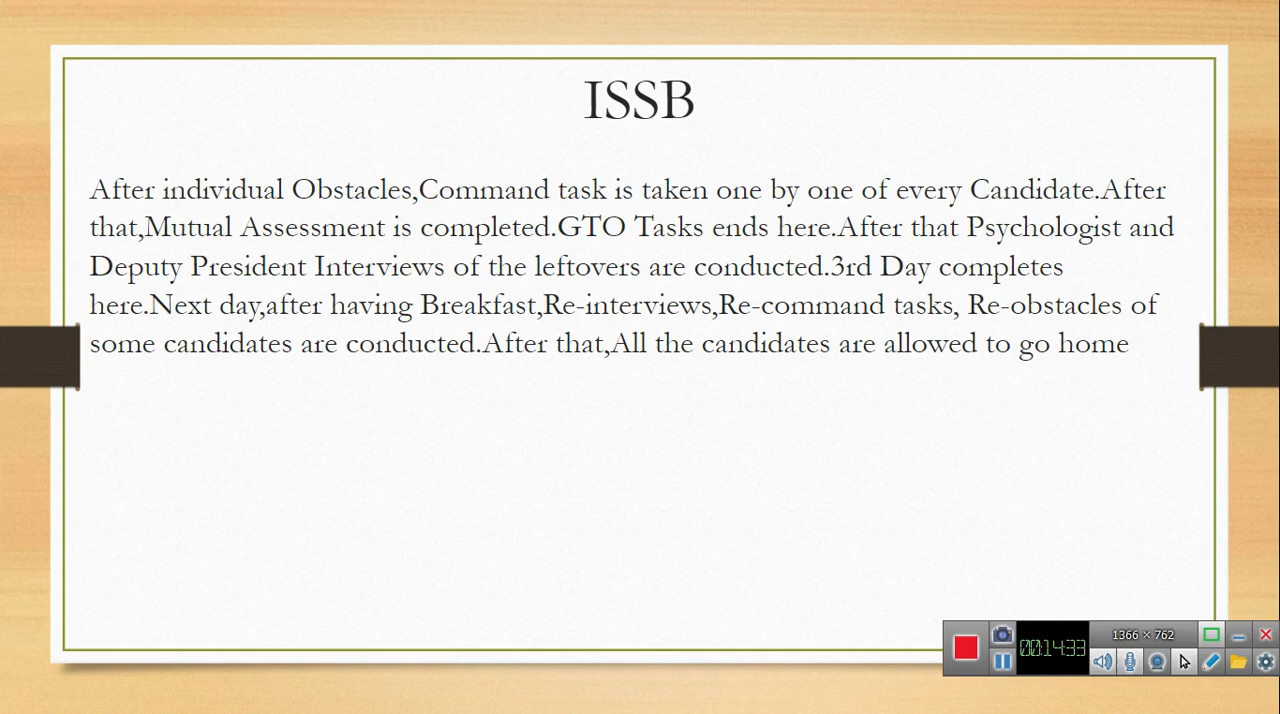 ISSB
After individual Obstacles,Command task is taken one by one of every Candidate.After
that,Mutual Assessment is completed.GTO Tasks ends here.After that Psychologist and
Deputy President Interviews of the leftovers are conducted.3rd Day completes
here.Next day,after having Breakfast,Re-interviews,Re-command tasks, Re-obstacles of
some candidates are conducted.After that,All the candidates are allowed to go home
1366 × 762
00:14:33